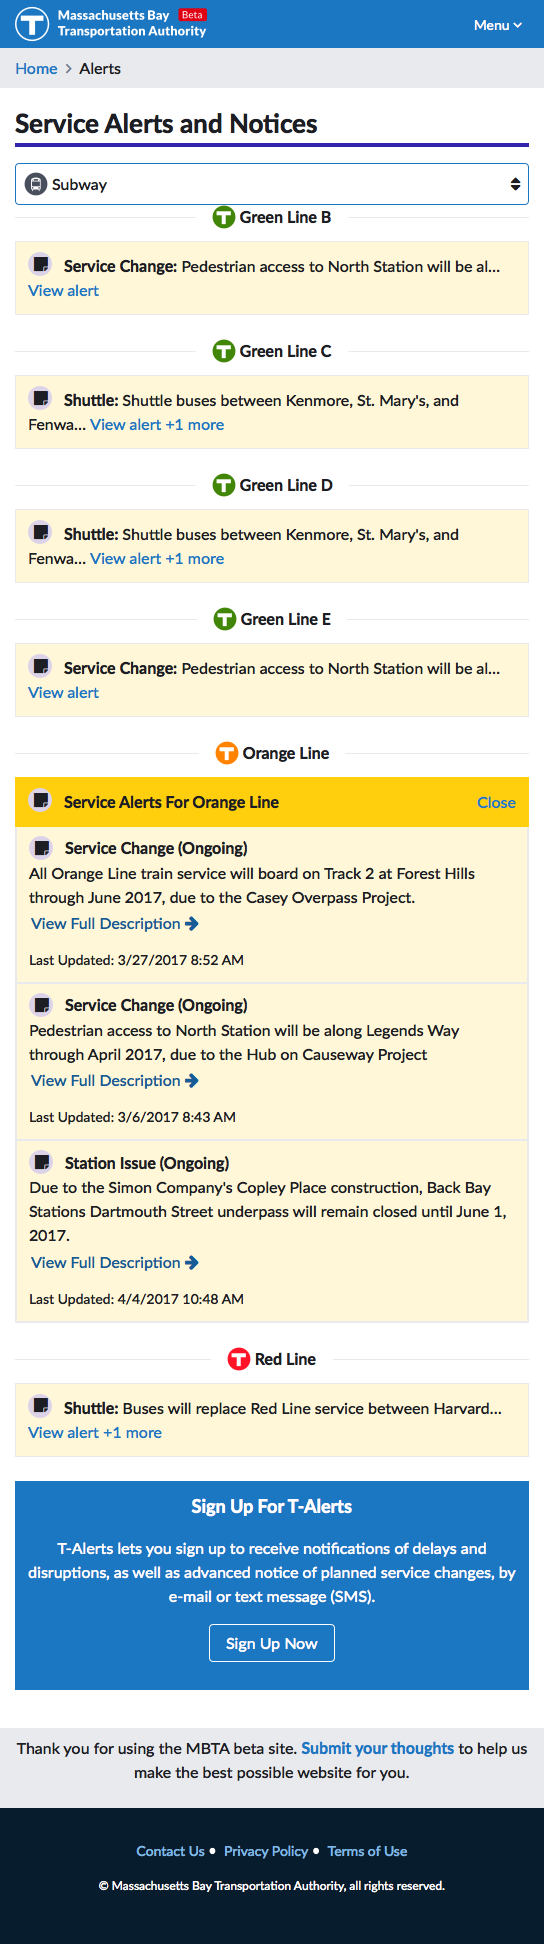 Massachusetts Bay Beta
Transportation Authority
Menu
Home > Alerts
Service Alerts and Notices
Subway
T Green Line B
Service Change: Pedestrian access to North Station will be al...
View alert
T Green Line C
Shuttle: Shuttle buses between Kenmore, St. Mary's, and
Fenwa... View alert +1 more
T Green Line D
Shuttle: Shuttle buses between Kenmore, St. Mary's, and
Fenwa... View alert +1 more
T Green Line E
Service Change: Pedestrian access to North Station will be al...
View alert
T Orange Line
Service Alerts For Orange Line Close
Service Change (Ongoing)
All Orange Line train service will board on Track 2 at Forest Hills
through June 2017, due to the Casey Overpass Project.
View Full Description
Last Updated: 3/27/2017 8:52 AM
Service Change (Ongoing)
Pedestrian access to North Station will be along Legends Way
through April 2017, due to the Hub on Causeway Project
View Full Description
Last Updated: 3/6/2017 8:43 AM
Station Issue (Ongoing)
Due to the Simon Company's Copley Place construction, Back Bay
Stations Dartmouth Street underpass will remain closed until June 1,
2017.
View Full Description
Last Updated: 4/4/2017 10:48 AM
T Red Line
Shuttle: Buses will replace Red Line service between Harvard...
View alert +1 more
Sign Up For T-Alerts
T-Alerts lets you sign up to receive notifications of delays and
disruptions, as well as advanced notice of planned service changes, by
e-mail or text message (SMS).
Sign Up Now
Thank you for using the MBTA beta site. Submit your thoughts to help us
make the best possible website for you.
Contact Us • Privacy Policy • Terms of Use
© Massachusetts Bay Transportation Authority, all rights reserved.